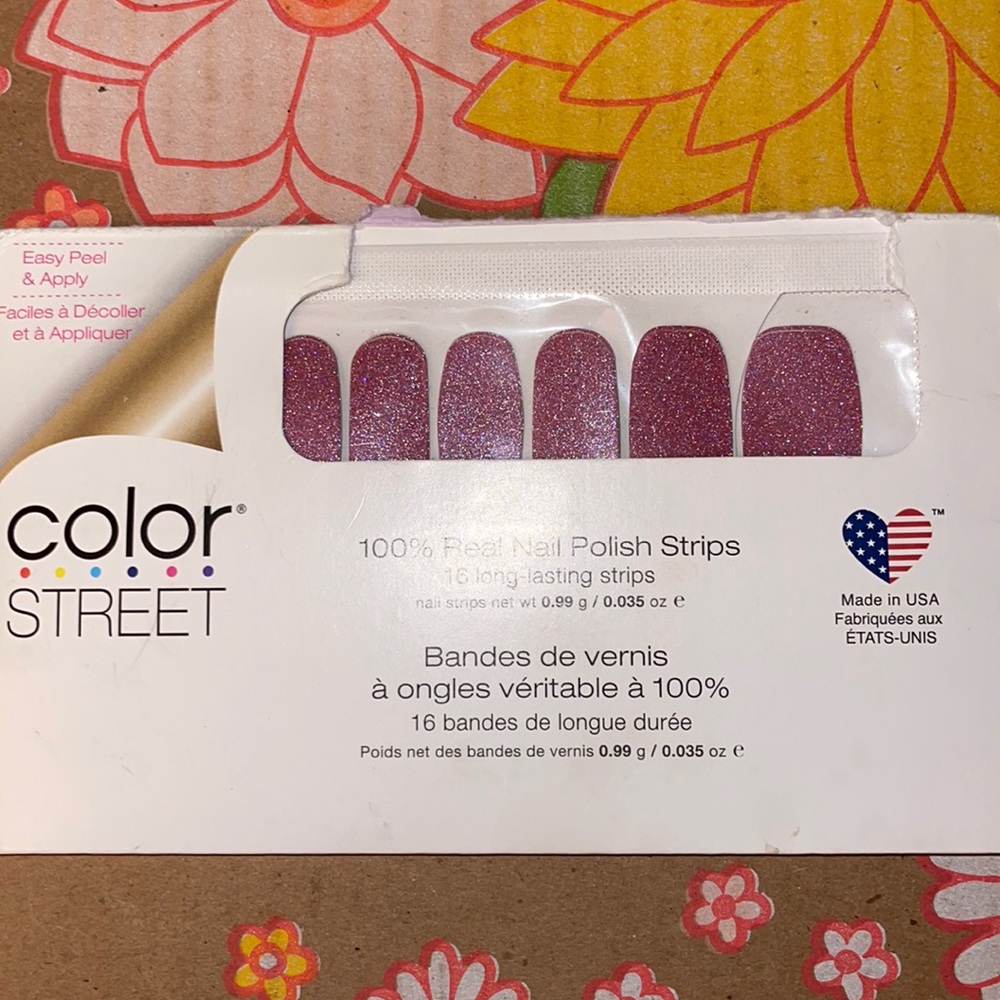 Easy Peel
& Apply
Faciles à Décoller
et à Appliquer
color®
STREET
100% Real Nail Polish Strips
16 long-lasting strips
nail strips net wt 0.99 g / 0.035 oz e
Bandes de vernis
à ongles véritable à 100%
16 bandes de longue durée
Poids net des bandes de vernis 0.99 g / 0.035 oz e
TM
Made in USA
Fabriquées aux
ÉTATS-UNIS